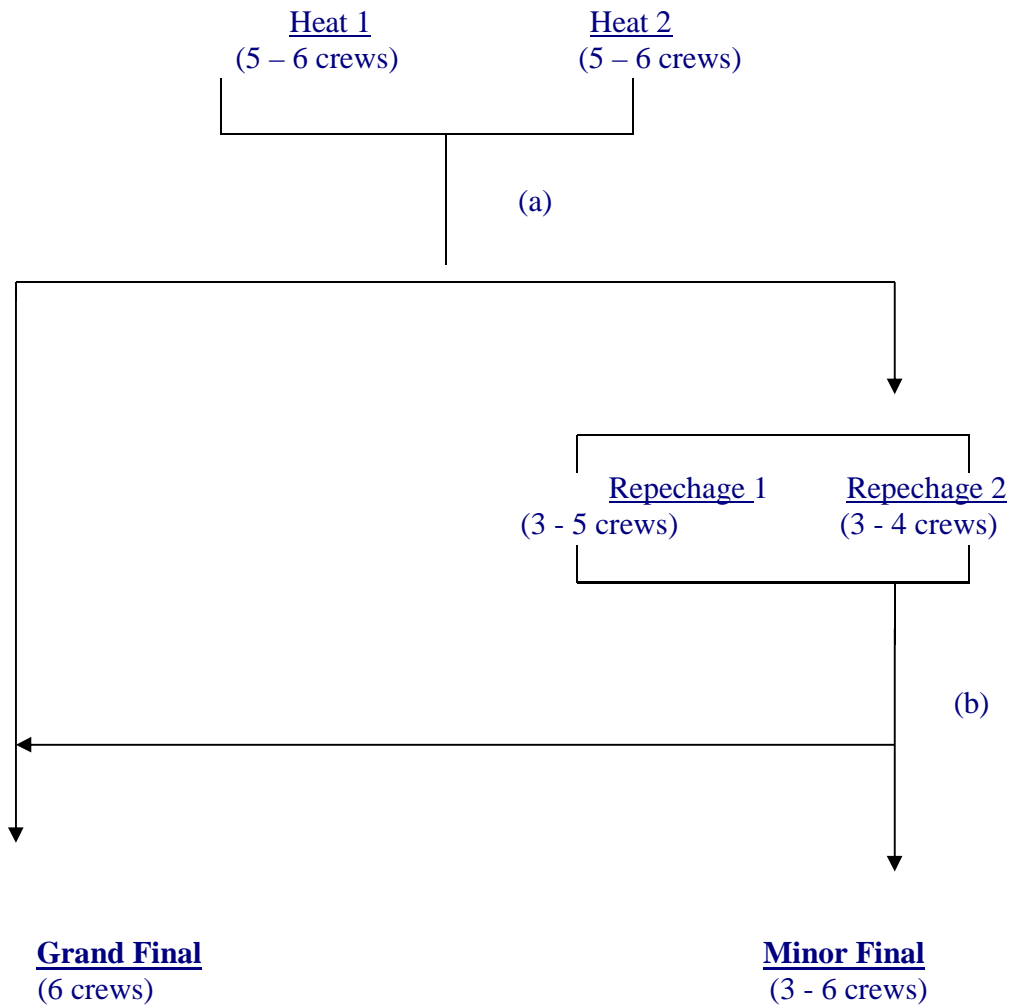 Heat 1 Heat 2
(5 – 6 crews) (5 – 6 crews)
(a)
Repechage 1 Repechage 2
(3 - 5 crews) (3 - 4 crews)
(b)
Grand Final Minor Final
(6 crews) (3 - 6 crews)